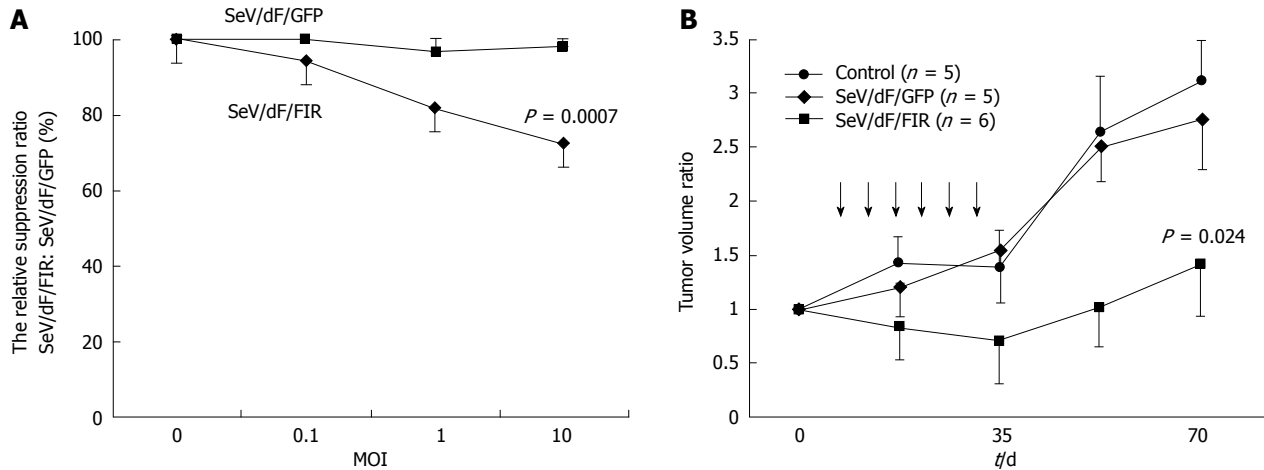 A
SeV/dF/GFP
100
80
60
40
20
0
SeV/dF/FIR
P = 0.0007
The relative suppression ratio
SeV/dF/FIR: SeV/dF/GFP (%)
0 0.1 1 10
MOI
B
3.5
3
2.5
2
1.5
1
0.5
0
Control (n = 5)
SeV/dF/GFP (n = 5)
SeV/dF/FIR (n = 6)
P = 0.024
Tumor volume ratio
0 35 70
t/d